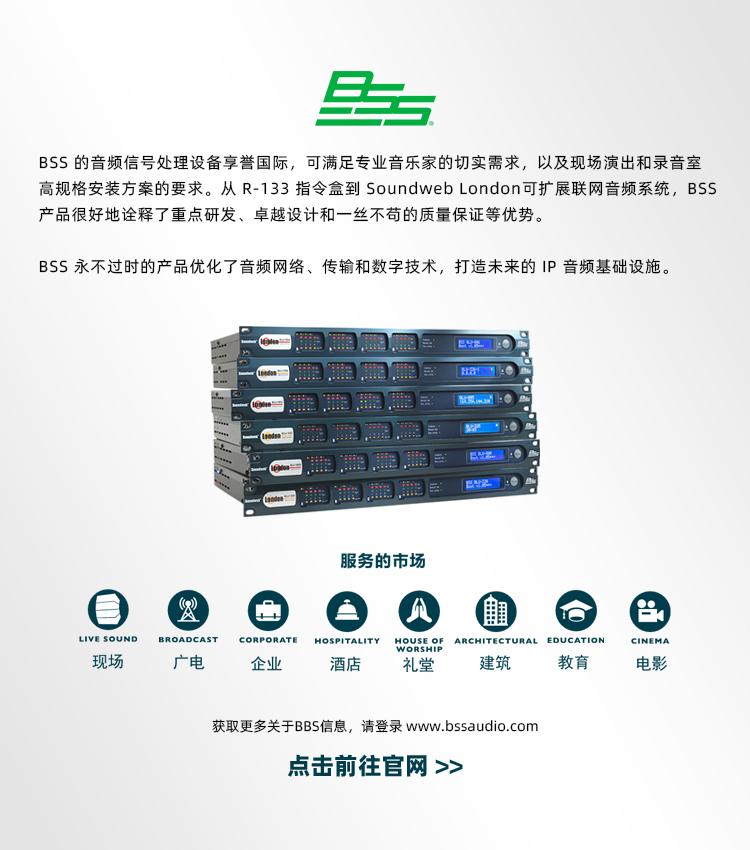 BSS
BSS 的音频信号处理设备享誉国际，可满足专业音乐家的切实需求，以及现场演出和录音室
高规格安装方案的要求。从 R-133 指令盒到 Soundweb London可扩展联网音频系统，BSS
产品很好地诠释了重点研发、卓越设计和一丝不苟的质量保证等优势。
BSS 永不过时的产品优化了音频网络、传输和数字技术，打造未来的 IP 音频基础设施。
London
London
London
London
London
London
服务的市场
LIVE SOUND BROADCAST CORPORATE HOSPITALITY HOUSE OF WORSHIP ARCHITECTURAL EDUCATION CINEMA
现场 广电 企业 酒店 礼堂 建筑 教育 电影
获取更多关于BBS信息，请登录 www.bssaudio.com
点击前往官网 >>